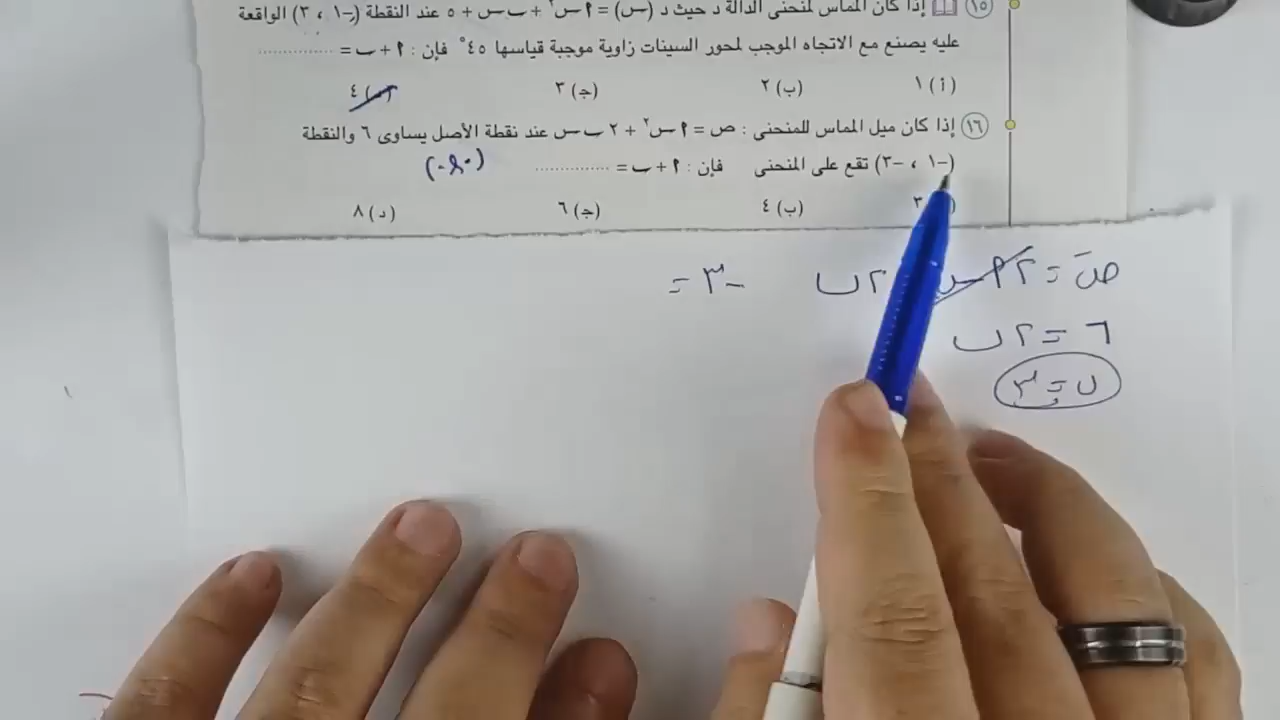 (١٥) إذا كان المماس لمنحنى الدالة د حيث د (س) = ٢ س٢ + ب س + ٥ عند النقطة (-١ ، ٣) الواقعة
عليه يصنع مع الاتجاه الموجب لمحور السينات زاوية موجبة قياسها ٤٥° فإن : ٢ + ب = ...............
(أ) ١ (ب) ٢ (جـ) ٣ (د) ٤
(١٦) إذا كان ميل المماس للمنحنى : ص = ٢ س٢ + ٢ ب س عند نقطة الأصل يساوى ٦ والنقطة
(-١ ، -٣) تقع على المنحنى فإن : ٢ + ب = ...............
(٠،٠)
٣ (ب) ٤ (جـ) ٦ (د) ٨
صَ = ٢ ٢ س ٢ ب
-٣ =
٦ = ٢ ب
ب = ٣